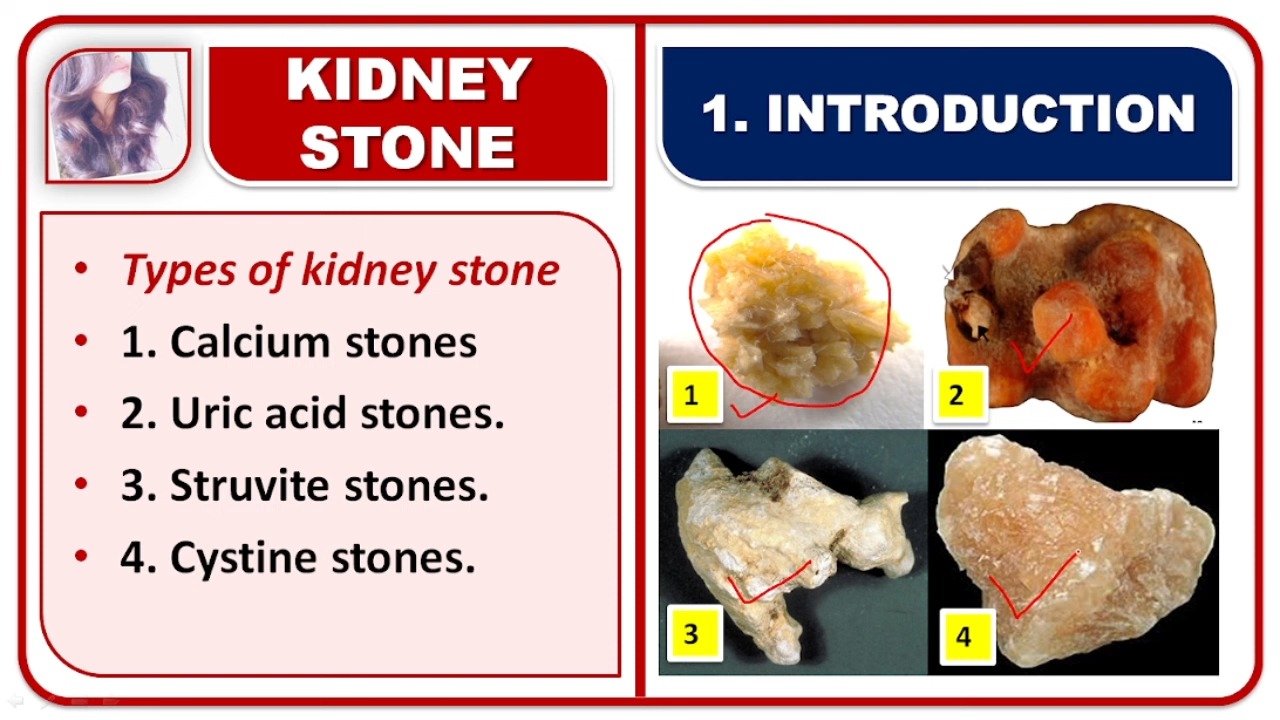 KIDNEY
STONE
1. INTRODUCTION
• Types of kidney stone
• 1. Calcium stones
• 2. Uric acid stones.
• 3. Struvite stones.
• 4. Cystine stones.
1
2
3
4